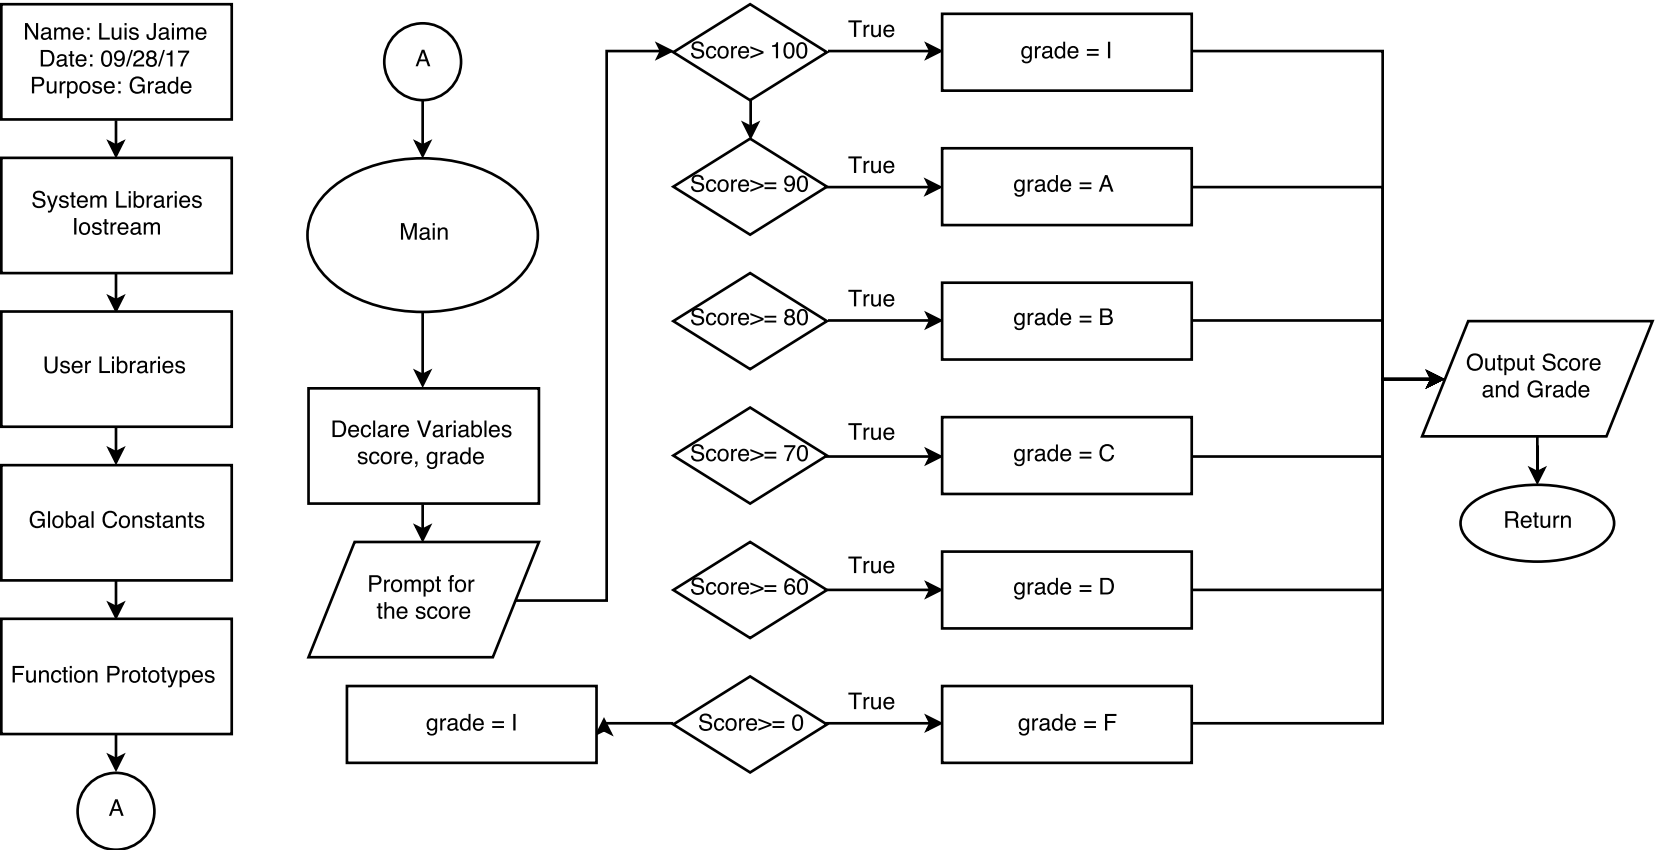 Name: Luis Jaime
Date: 09/28/17
Purpose: Grade
System Libraries
Iostream
User Libraries
Global Constants
Function Prototypes
A
A
Main
Declare Variables
score, grade
Prompt for
the score
Score> 100
True
grade = I
Score>= 90
True
grade = A
Score>= 80
True
grade = B
Score>= 70
True
grade = C
Score>= 60
True
grade = D
grade = I
Score>= 0
True
grade = F
Output Score
and Grade
Return